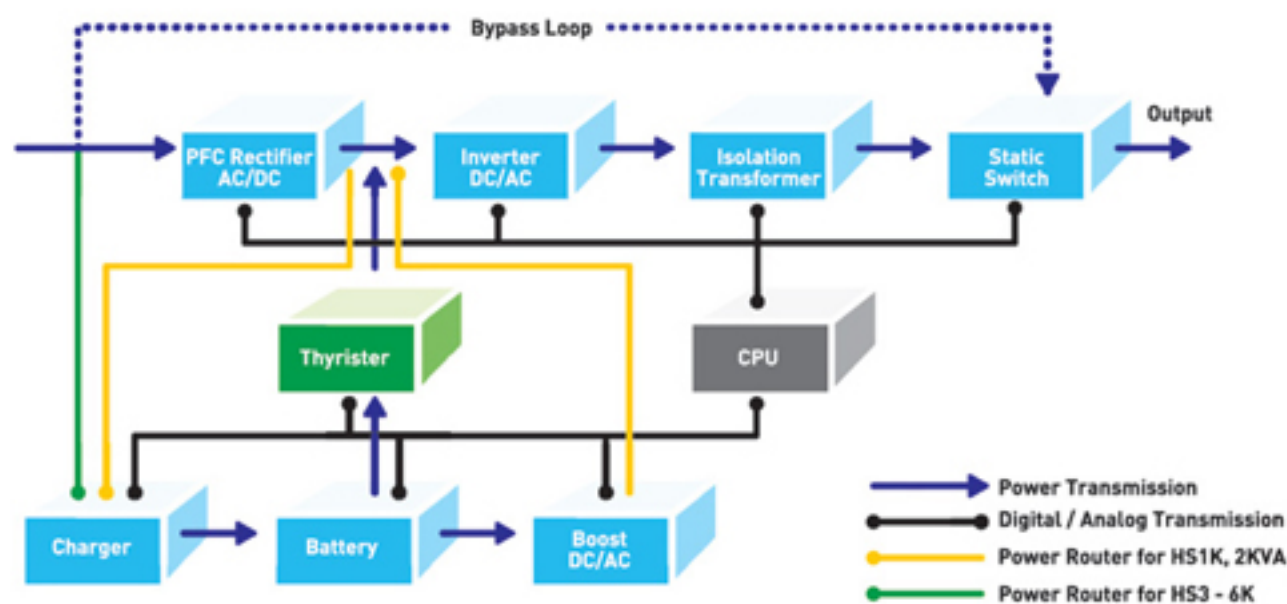 Bypass Loop
Output
PFC Rectifier
AC/DC
Inverter
DC/AC
Isolation
Transformer
Static
Switch
Thyrister
CPU
Charger
Battery
Boost
DC/AC
Power Transmission
Digital / Analog Transmission
Power Router for HS1K, 2KVA
Power Router for HS3 - 6K